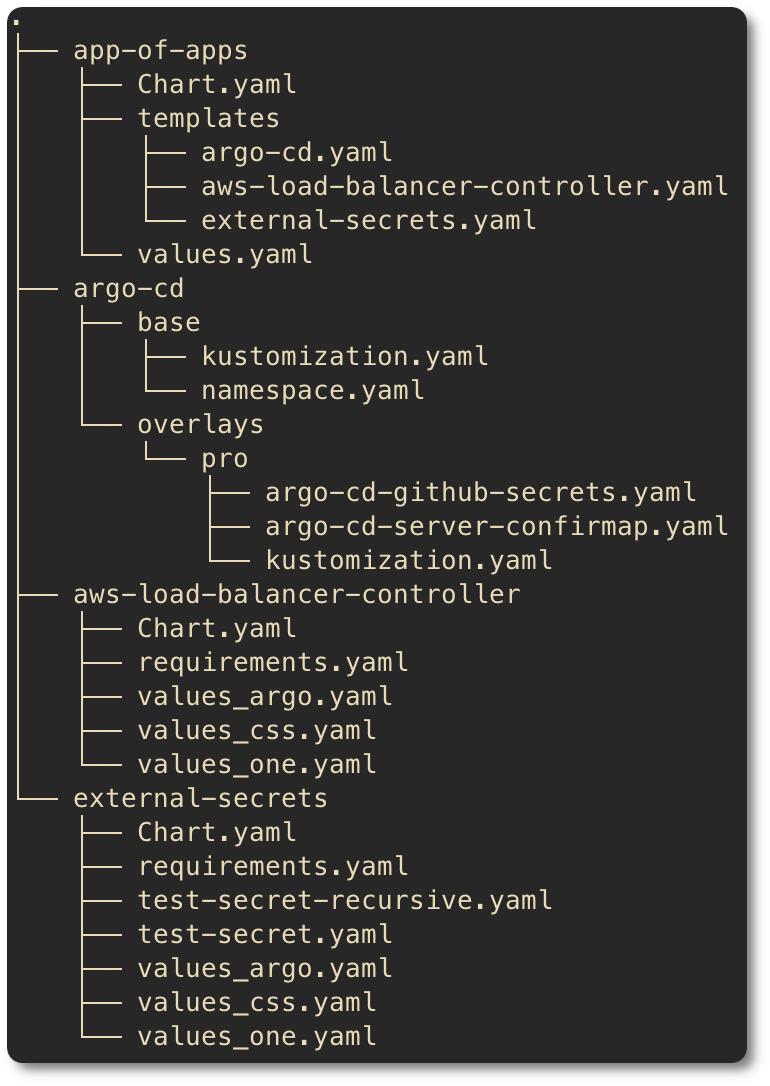 .
├── app-of-apps
│   ├── Chart.yaml
│   ├── templates
│   │   ├── argo-cd.yaml
│   │   ├── aws-load-balancer-controller.yaml
│   │   └── external-secrets.yaml
│   └── values.yaml
├── argo-cd
│   ├── base
│   │   ├── kustomization.yaml
│   │   └── namespace.yaml
│   └── overlays
│       └── pro
│           ├── argo-cd-github-secrets.yaml
│           ├── argo-cd-server-confirmap.yaml
│           └── kustomization.yaml
├── aws-load-balancer-controller
│   ├── Chart.yaml
│   ├── requirements.yaml
│   ├── values_argo.yaml
│   ├── values_css.yaml
│   └── values_one.yaml
└── external-secrets
    ├── Chart.yaml
    ├── requirements.yaml
    ├── test-secret-recursive.yaml
    ├── test-secret.yaml
    ├── values_argo.yaml
    ├── values_css.yaml
    └── values_one.yaml